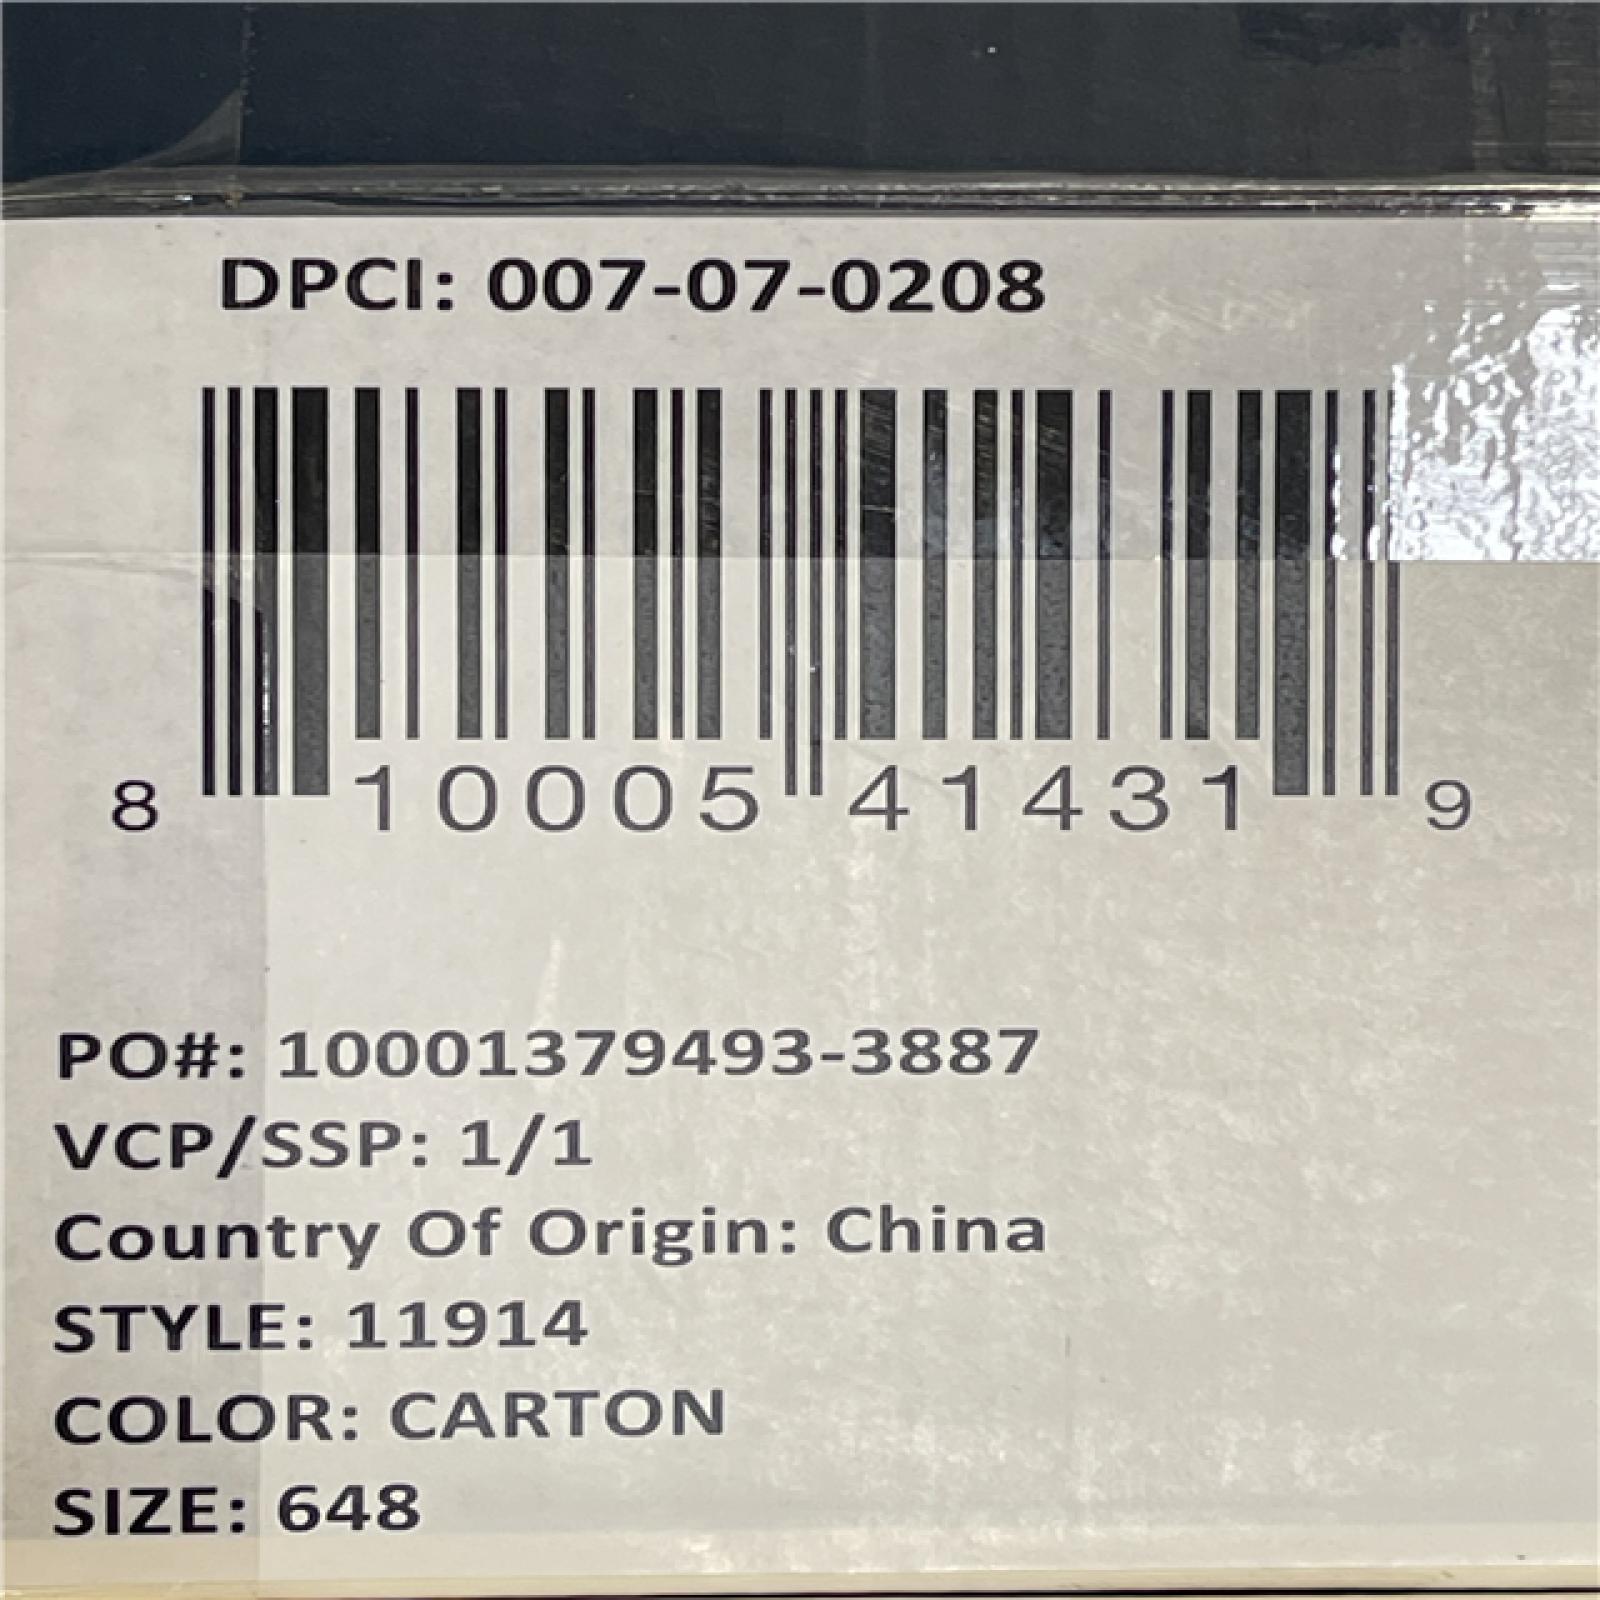 DPCI: 007-07-0208
8 10005 41431 9
PO#: 10001379493-3887
VCP/SSP: 1/1
Country Of Origin: China
STYLE: 11914
COLOR: CARTON
SIZE: 648